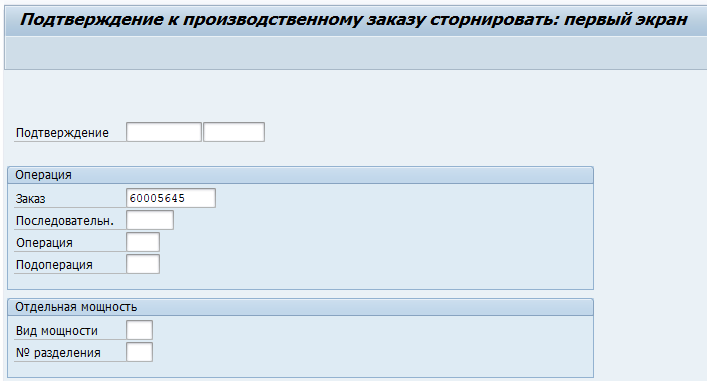 Подтверждение к производственному заказу сторнировать: первый экран
Подтверждение
Операция
Заказ 60005645
Последовательн.
Операция
Подоперация
Отдельная мощность
Вид мощности
№ разделения